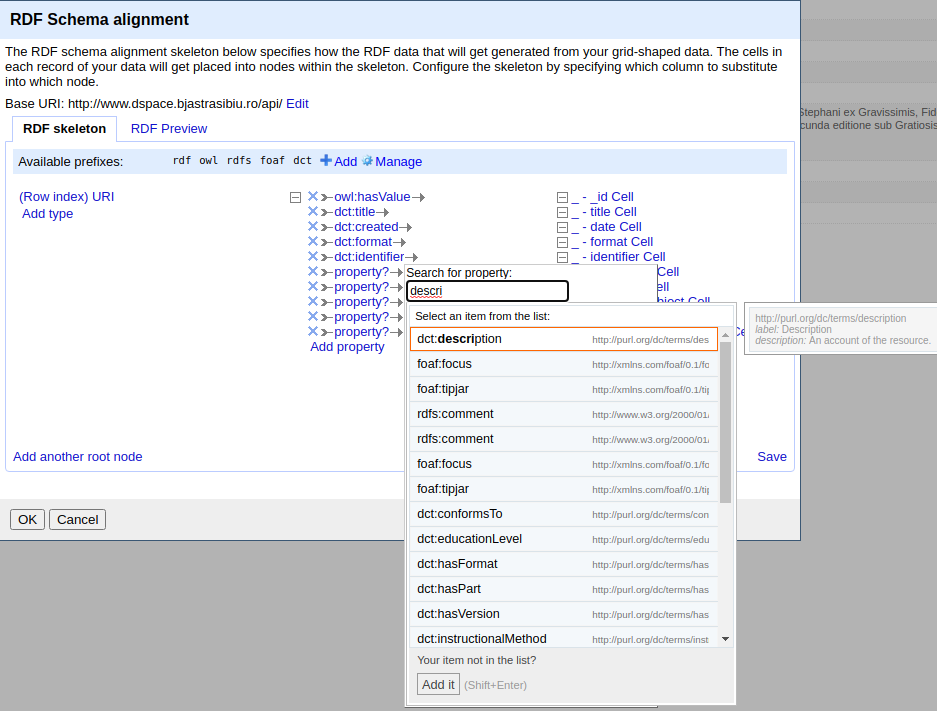 RDF Schema alignment
The RDF schema alignment skeleton below specifies how the RDF data that will get generated from your grid-shaped data. The cells in
each record of your data will get placed into nodes within the skeleton. Configure the skeleton by specifying which column to substitute
into which node.
Base URI: http://www.dspace.bjastrasibiu.ro/api/ Edit
RDF skeleton RDF Preview
Available prefixes: rdf owl rdfs foaf dct Add Manage
(Row index) URI owl:hasValue _ - _id Cell
Add type dct:title _ - title Cell
dct:created _ - date Cell
dct:format _ - format Cell
dct:identifier _ - identifier Cell
property? Cell
property?
property? Cell
property?
property?
Add property
Search for property:
descri
Select an item from the list:
dct:description http://purl.org/dc/terms/des
foaf:focus http://xmlns.com/foaf/0.1/fo
foaf:tipjar http://xmlns.com/foaf/0.1/tip
rdfs:comment http://www.w3.org/2000/01/
rdfs:comment http://www.w3.org/2000/01/
foaf:focus http://xmlns.com/foaf/0.1/fo
foaf:tipjar http://xmlns.com/foaf/0.1/tip
dct:conformsTo http://purl.org/dc/terms/con
dct:educationLevel http://purl.org/dc/terms/edu
dct:hasFormat http://purl.org/dc/terms/has
dct:hasPart http://purl.org/dc/terms/has
dct:hasVersion http://purl.org/dc/terms/has
dct:instructionalMethod http://purl.org/dc/terms/inst
Your item not in the list?
Add it (Shift+Enter)
http://purl.org/dc/terms/description
label: Description
description: An account of the resource.
Add another root node Save
OK Cancel
Stephani ex Gravissimis, Fid
cunda editione sub Gratiosis